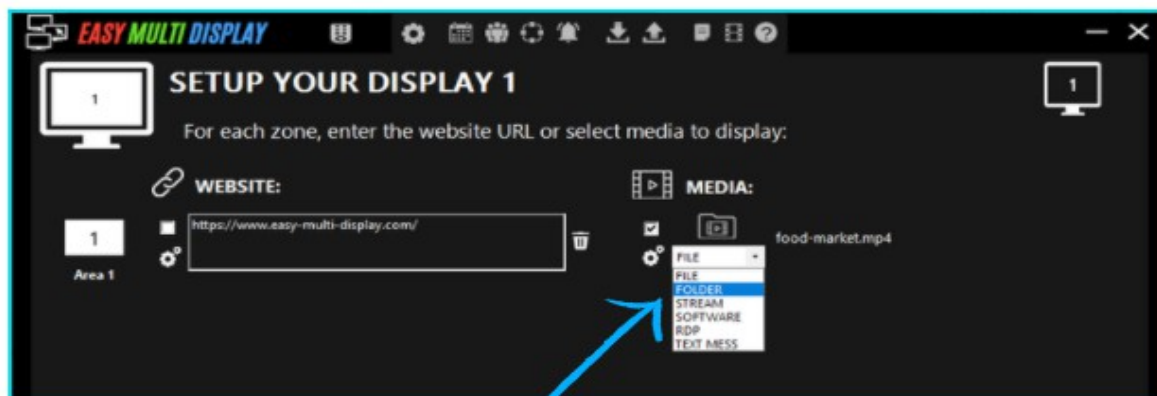 EASY MULTI DISPLAY
1
SETUP YOUR DISPLAY 1
1
For each zone, enter the website URL or select media to display:
WEBSITE:
MEDIA:
1
Area 1
https://www.easy-multi-display.com/
food-market.mp4
FILE
FILE
FOLDER
STREAM
SOFTWARE
RDP
TEXT MESS